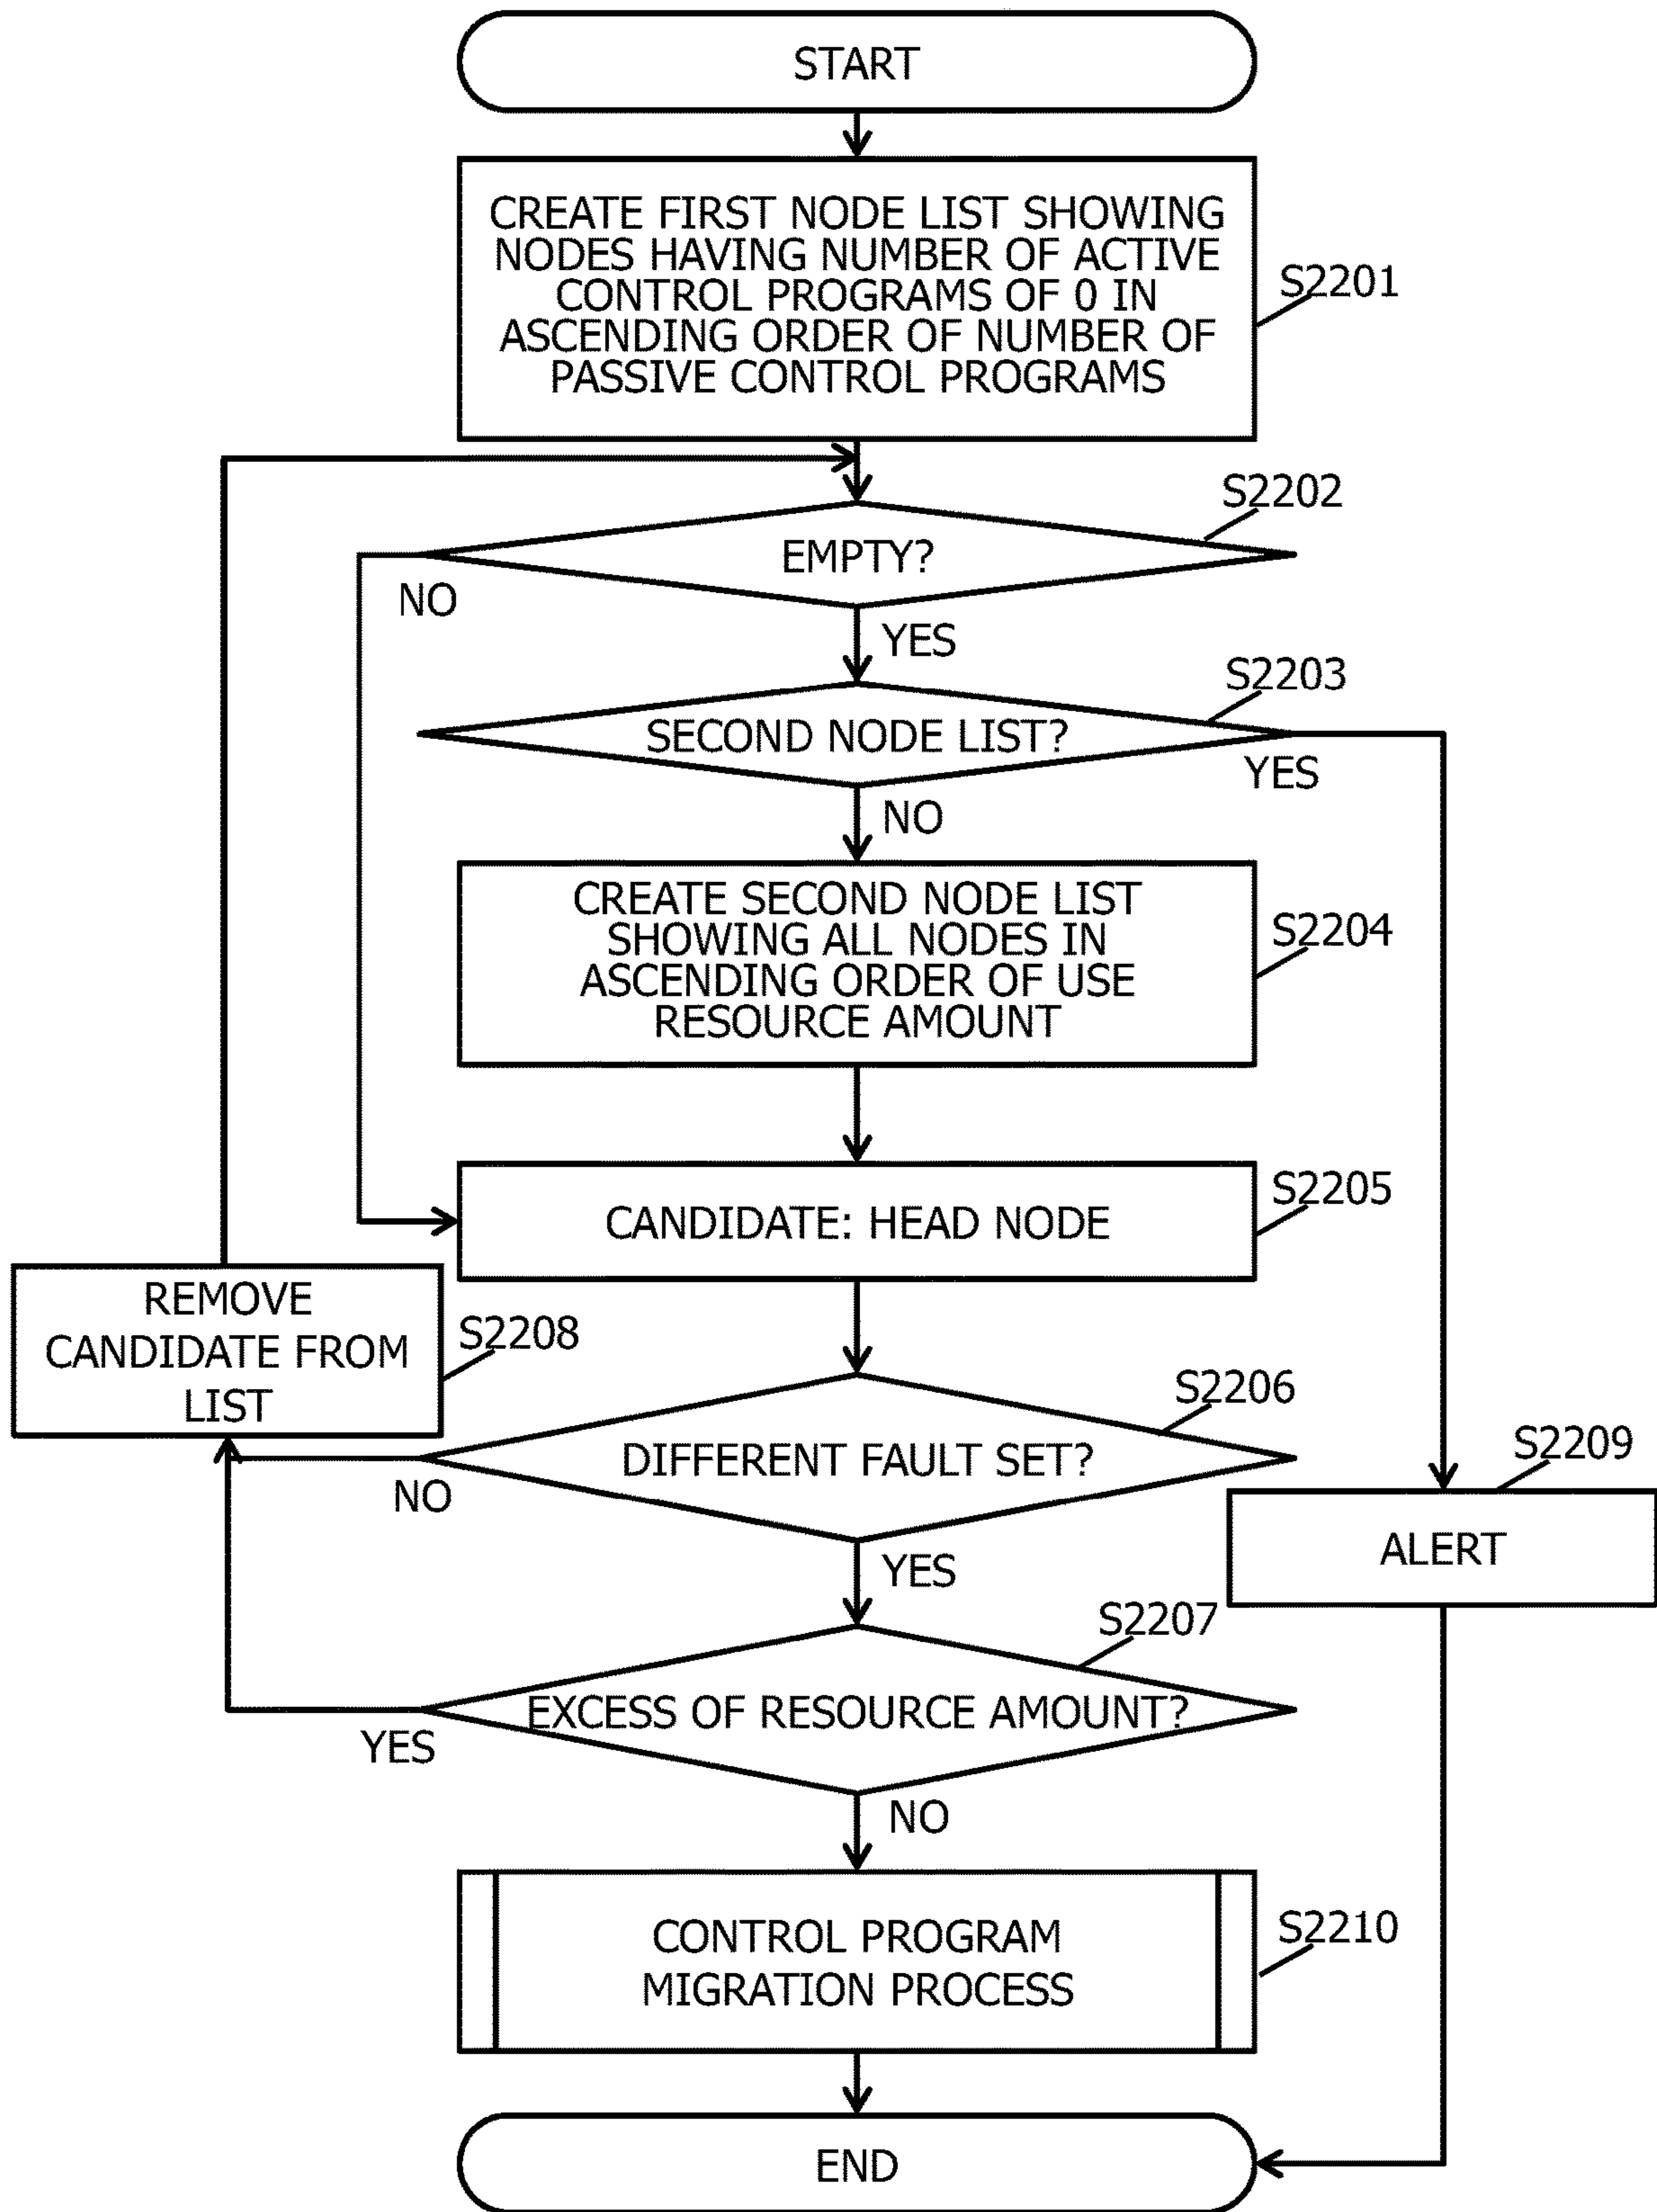 START
CREATE FIRST NODE LIST SHOWING
NODES HAVING NUMBER OF ACTIVE
CONTROL PROGRAMS OF 0 IN
ASCENDING ORDER OF NUMBER OF
PASSIVE CONTROL PROGRAMS
S2201
S2202
EMPTY?
NO
YES
S2203
SECOND NODE LIST?
YES
NO
CREATE SECOND NODE LIST
SHOWING ALL NODES IN
ASCENDING ORDER OF USE
RESOURCE AMOUNT
S2204
CANDIDATE: HEAD NODE
S2205
REMOVE
CANDIDATE FROM
LIST
S2208
S2206
DIFFERENT FAULT SET?
NO
YES
S2209
ALERT
S2207
EXCESS OF RESOURCE AMOUNT?
YES
NO
CONTROL PROGRAM
MIGRATION PROCESS
S2210
END